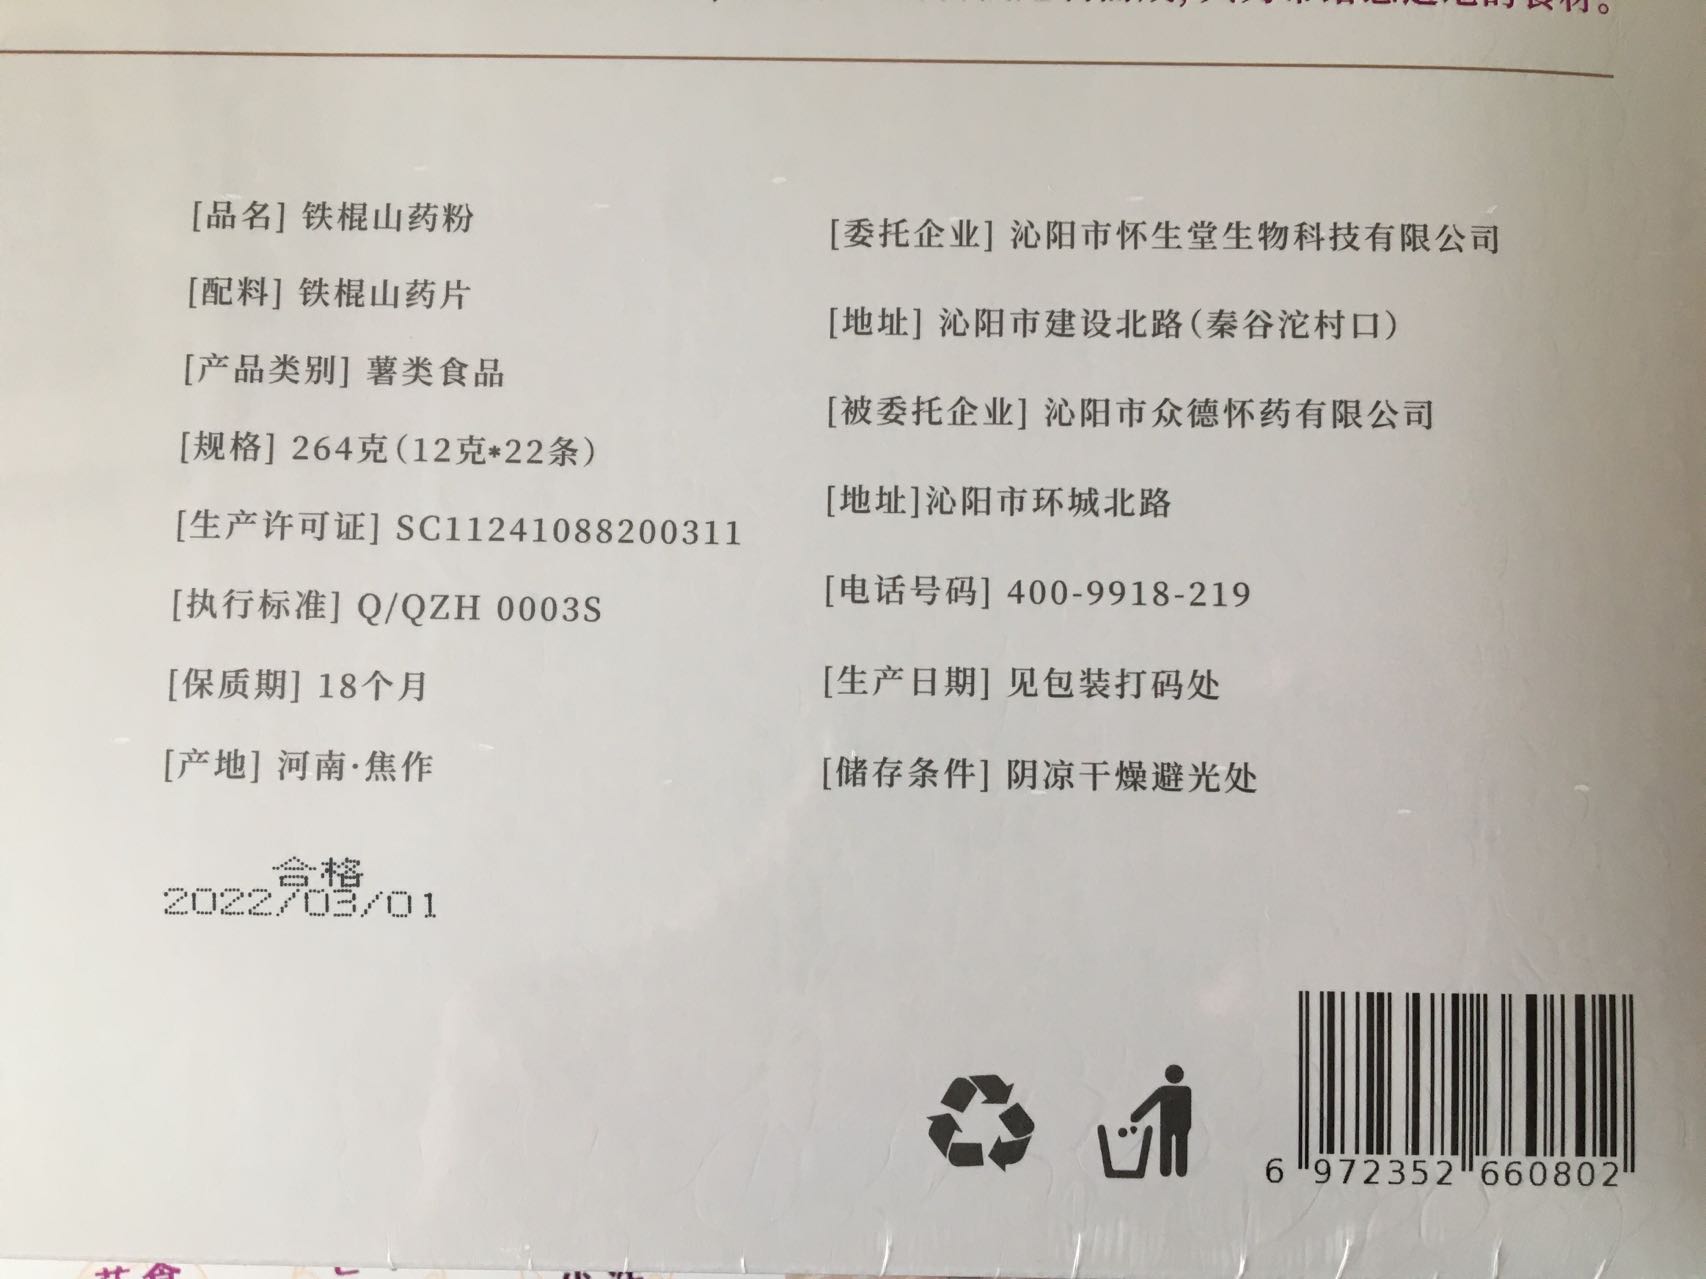 [品名] 铁棍山药粉
[配料] 铁棍山药片
[产品类别] 薯类食品
[规格] 264克(12克*22条)
[生产许可证] SC11241088200311
[执行标准] Q/QZH 0003S
[保质期] 18个月
[产地] 河南·焦作
合格
2022/03/01
[委托企业] 沁阳市怀生堂生物科技有限公司
[地址] 沁阳市建设北路(秦谷沱村口)
[被委托企业] 沁阳市众德怀药有限公司
[地址]沁阳市环城北路
[电话号码] 400-9918-219
[生产日期] 见包装打码处
[储存条件] 阴凉干燥避光处
6 972352 660802